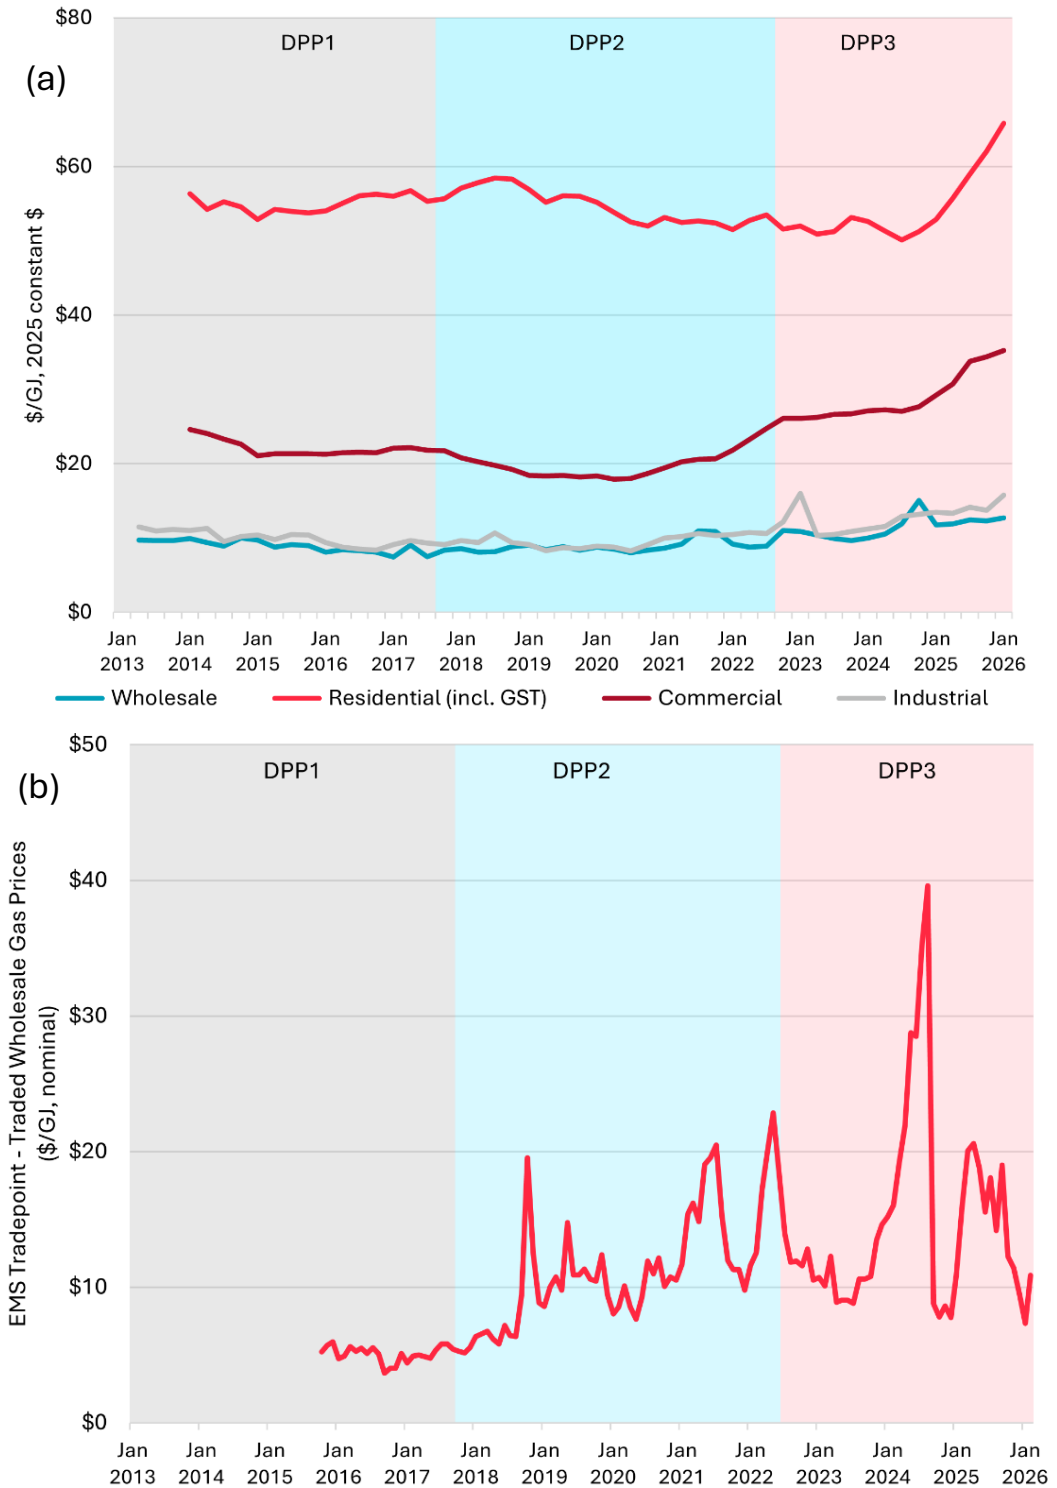 $80
DPP1 DPP2 DPP3
(a)
$60
$/GJ, 2025 constant $
$40
$20
$0
Jan Jan Jan Jan Jan Jan Jan Jan Jan Jan Jan Jan Jan Jan
2013 2014 2015 2016 2017 2018 2019 2020 2021 2022 2023 2024 2025 2026
Wholesale Residential (incl. GST) Commercial Industrial
$50
DPP1 DPP2 DPP3
(b)
EMS Tradepoint - Traded Wholesale Gas Prices
($/GJ, nominal)
$40
$30
$20
$10
$0
Jan Jan Jan Jan Jan Jan Jan Jan Jan Jan Jan Jan Jan Jan
2013 2014 2015 2016 2017 2018 2019 2020 2021 2022 2023 2024 2025 2026